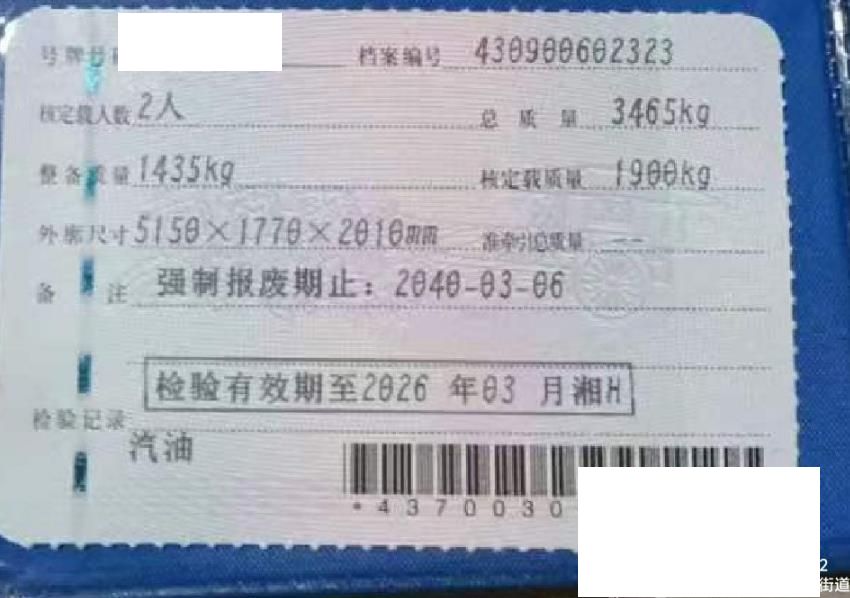 号牌号 档案编号 430900602323
核定载人数 2人 总质量 3465kg
整备质量 1435kg 核定载质量 1900kg
外廓尺寸 5150×1770×2010mm 准牵引总质量 --
备注 强制报废期止：2040-03-06
检验有效期至2026 年03 月湘H
检验记录
汽油
*4370030
2
街道